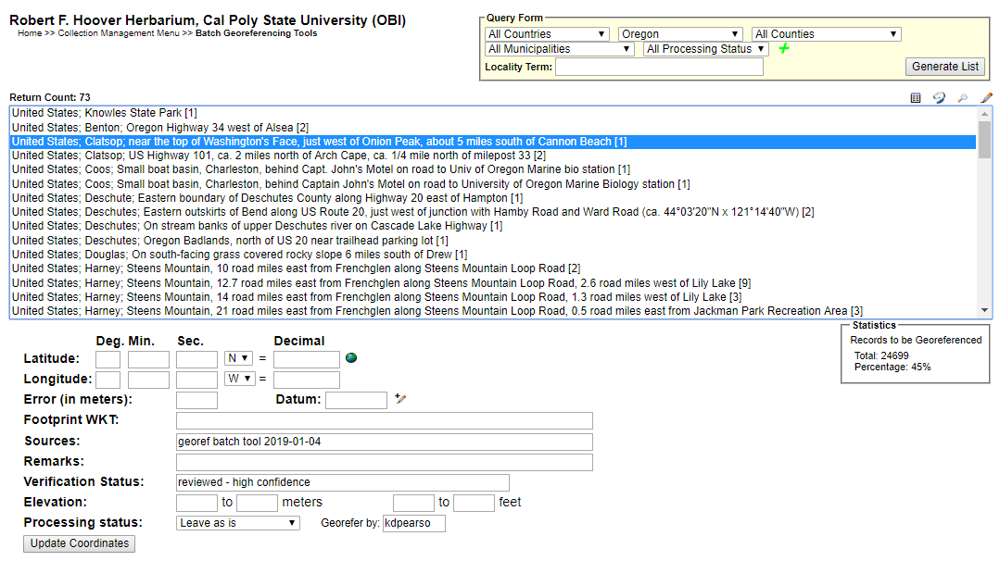 Robert F. Hoover Herbarium, Cal Poly State University (OBI)
Home >> Collection Management Menu >> Batch Georeferencing Tools
Query Form
All Countries Oregon All Counties
All Municipalities All Processing Status
Locality Term: Generate List
Return Count: 73
United States; Knowles State Park [1]
United States; Benton; Oregon Highway 34 west of Alsea [2]
United States; Clatsop; near the top of Washington's Face, just west of Onion Peak, about 5 miles south of Cannon Beach [1]
United States; Clatsop; US Highway 101, ca. 2 miles north of Arch Cape, ca. 1/4 mile north of milepost 33 [2]
United States; Coos; Small boat basin, Charleston, behind Capt. John's Motel on road to Univ of Oregon Marine bio station [1]
United States; Coos; Small boat basin, Charleston, behind Captain John's Motel on road to University of Oregon Marine Biology station [1]
United States; Deschute; Eastern boundary of Deschutes County along Highway 20 east of Hampton [1]
United States; Deschutes; Eastern outskirts of Bend along US Route 20, just west of junction with Hamby Road and Ward Road (ca. 44°03'20"N x 121°14'40"W) [2]
United States; Deschutes; On stream banks of upper Deschutes river on Cascade Lake Highway [1]
United States; Deschutes; Oregon Badlands, north of US 20 near trailhead parking lot [1]
United States; Douglas; On south-facing grass covered rocky slope 6 miles south of Drew [1]
United States; Harney; Steens Mountain, 10 road miles east from Frenchglen along Steens Mountain Loop Road [2]
United States; Harney; Steens Mountain, 12.7 road miles east from Frenchglen along Steens Mountain Loop Road, 2.6 road miles west of Lily Lake [9]
United States; Harney; Steens Mountain, 14 road miles east from Frenchglen along Steens Mountain Loop Road, 1.3 road miles west of Lily Lake [3]
United States; Harney; Steens Mountain, 21 road miles east from Frenchglen along Steens Mountain Loop Road, 0.5 road miles east from Jackman Park Recreation Area [3]
Statistics
Records to be Georeferenced
Total: 24699
Percentage: 45%
Deg. Min. Sec. Decimal
Latitude: N =
Longitude: W =
Error (in meters): Datum:
Footprint WKT:
Sources: georef batch tool 2019-01-04
Remarks:
Verification Status: reviewed - high confidence
Elevation: to meters to feet
Processing status: Leave as is Georefer by: kdpearso
Update Coordinates